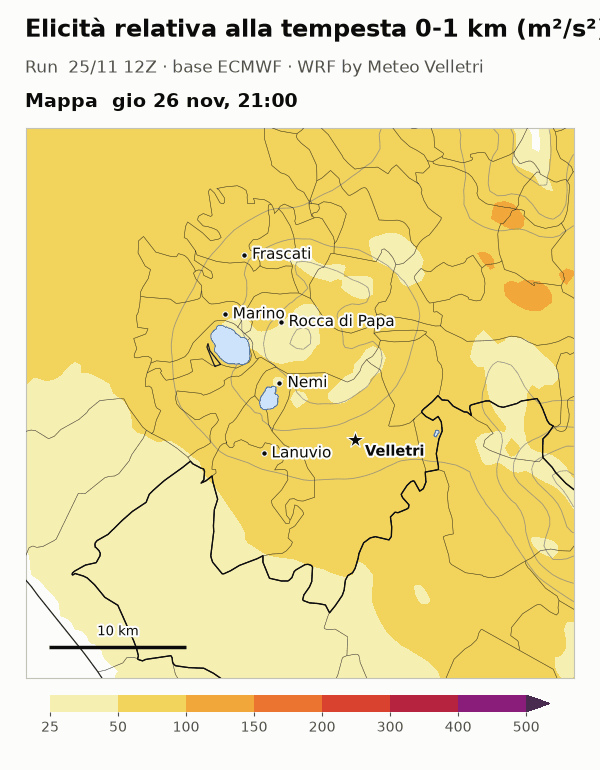 Elicità relativa alla tempesta 0-1 km (m²/s²)
Run 25/11 12Z · base ECMWF · WRF by Meteo Velletri
Mappa gio 26 nov, 21:00
Frascati
Marino
Rocca di Papa
Nemi
Velletri
Lanuvio
10 km
25 50 100 150 200 300 400 500